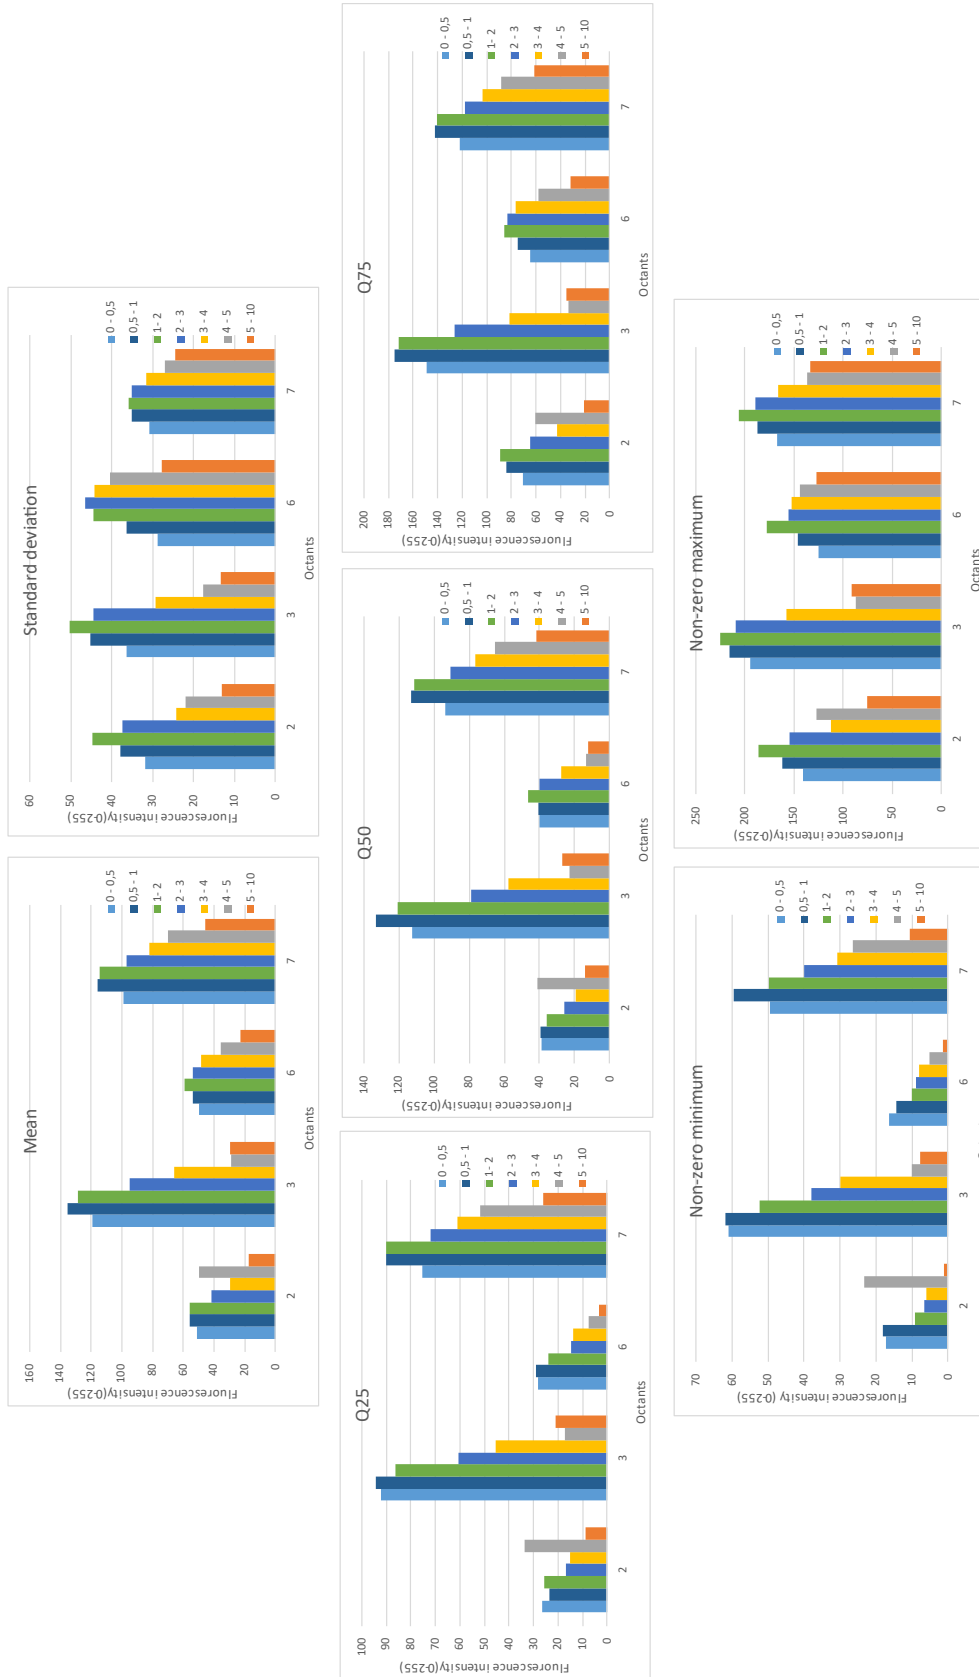 Mean
Fluorescence intensity(0-255)
160
140
120
100
80
60
40
20
0
2
3
6
7
Octants
0 - 0,5
0,5 - 1
1- 2
2 - 3
3 - 4
4 - 5
5 - 10
Standard deviation
Fluorescence intensity(0-255)
60
50
40
30
20
10
0
2
3
6
7
Octants
0 - 0,5
0,5 - 1
1- 2
2 - 3
3 - 4
4 - 5
5 - 10
Q25
Fluorescence intensity(0-255)
100
90
80
70
60
50
40
30
20
10
0
2
3
6
7
Octants
0 - 0,5
0,5 - 1
1- 2
2 - 3
3 - 4
4 - 5
5 - 10
Q50
Fluorescence intensity(0-255)
140
120
100
80
60
40
20
0
2
3
6
7
Octants
0 - 0,5
0,5 - 1
1- 2
2 - 3
3 - 4
4 - 5
5 - 10
Q75
Fluorescence intensity(0-255)
200
180
160
140
120
100
80
60
40
20
0
2
3
6
7
Octants
0 - 0,5
0,5 - 1
1- 2
2 - 3
3 - 4
4 - 5
5 - 10
Non-zero minimum
Fluorescence intensity (0-255)
70
60
50
40
30
20
10
0
2
3
6
7
0 - 0,5
0,5 - 1
1- 2
2 - 3
3 - 4
4 - 5
5 - 10
Non-zero maximum
Fluorescence intensity(0-255)
250
200
150
100
50
0
2
3
6
7
Octants
0 - 0,5
0,5 - 1
1- 2
2 - 3
3 - 4
4 - 5
5 - 10